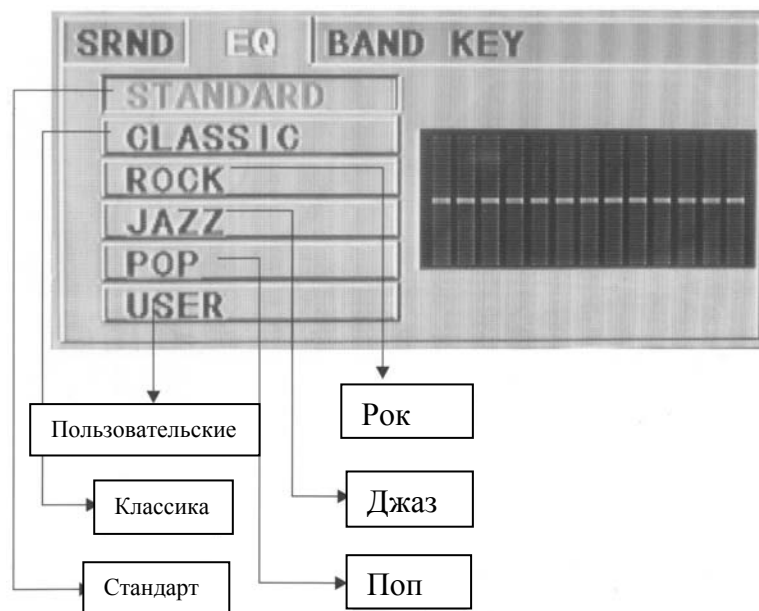 SRND EQ BAND KEY
STANDARD
CLASSIC
ROCK
JAZZ
POP
USER
Рок
Пользовательские
Классика
Джаз
Стандарт
Поп